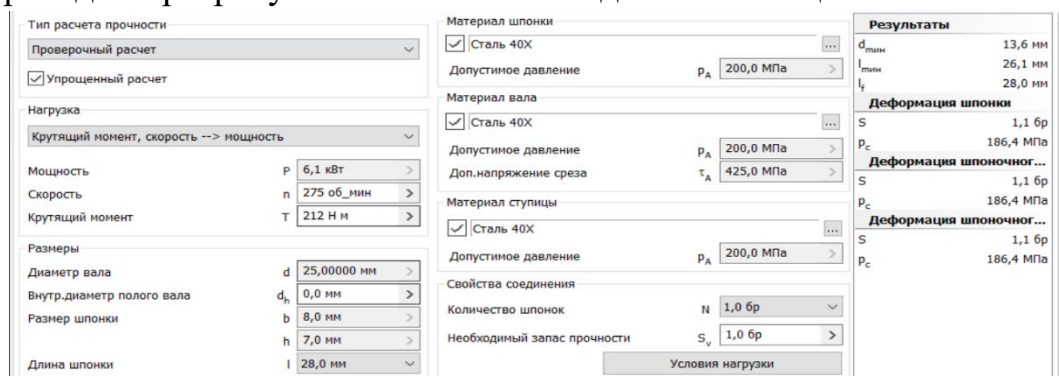 Тип расчета прочности
Проверочный расчет
Упрощенный расчет
Нагрузка
Крутящий момент, скорость --> мощность
Мощность P 6,1 кВт >
Скорость n 275 об_мин >
Крутящий момент T 212 Н м >
Размеры
Диаметр вала d 25,00000 мм >
Внутр.диаметр полого вала dₕ 0,0 мм >
Размер шпонки b 8,0 мм >
h 7,0 мм >
Длина шпонки l 28,0 мм
Материал шпонки
Сталь 40Х ...
Допустимое давление p_A 200,0 МПа >
Материал вала
Сталь 40Х ...
Допустимое давление p_A 200,0 МПа >
Доп.напряжение среза τ_A 425,0 МПа >
Материал ступицы
Сталь 40Х ...
Допустимое давление p_A 200,0 МПа >
Свойства соединения
Количество шпонок N 1,0 бр
Необходимый запас прочности S_v 1,0 бр >
Условия нагрузки
Результаты
d_мин 13,6 мм
l_мин 26,1 мм
l_f 28,0 мм
Деформация шпонки
S 1,1 бр
p_c 186,4 МПа
Деформация шпоночног...
S 1,1 бр
p_c 186,4 МПа
Деформация шпоночног...
S 1,1 бр
p_c 186,4 МПа